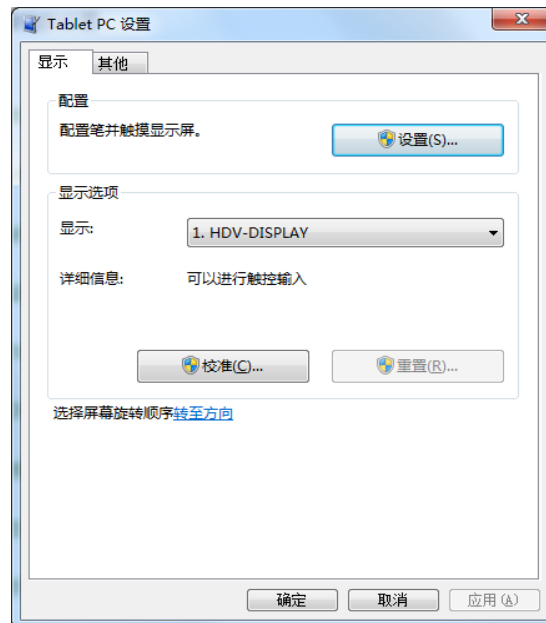 Tablet PC 设置
显示 其他
配置
配置笔并触摸显示屏。 设置(S)...
显示选项
显示: 1. HDV-DISPLAY
详细信息: 可以进行触控输入
校准(C)... 重置(R)...
选择屏幕旋转顺序转至方向
确定 取消 应用(A)